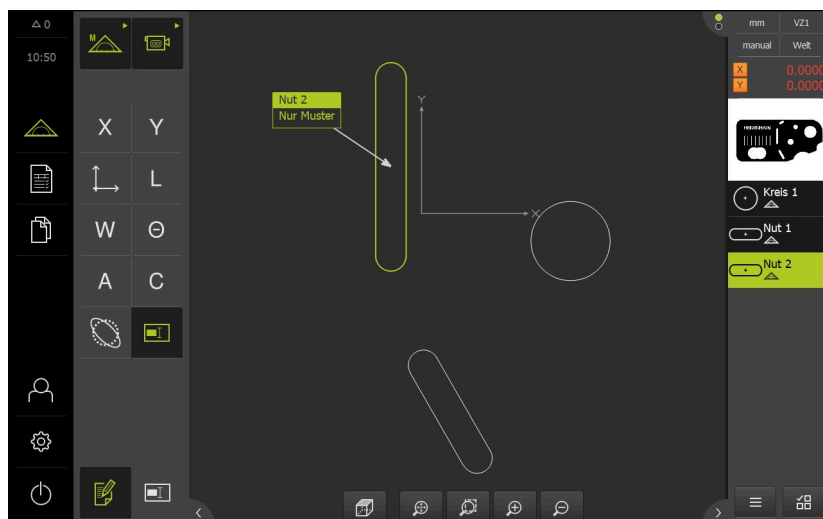 △ 0
10:50
M
X Y
L
W Θ
A C
Nut 2
Nur Muster
Y
X
mm VZ1
manual Welt
X 0.0000
Y 0.0000
HEIDENHAIN
Kreis 1
Nut 1
Nut 2